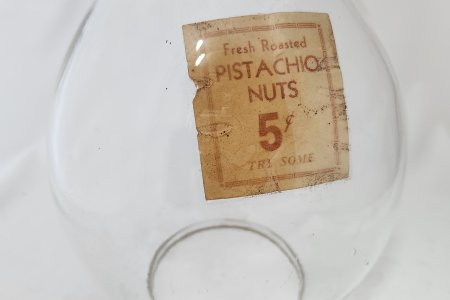 Fresh Roasted
PISTACHIO
NUTS
5¢
TRY SOME